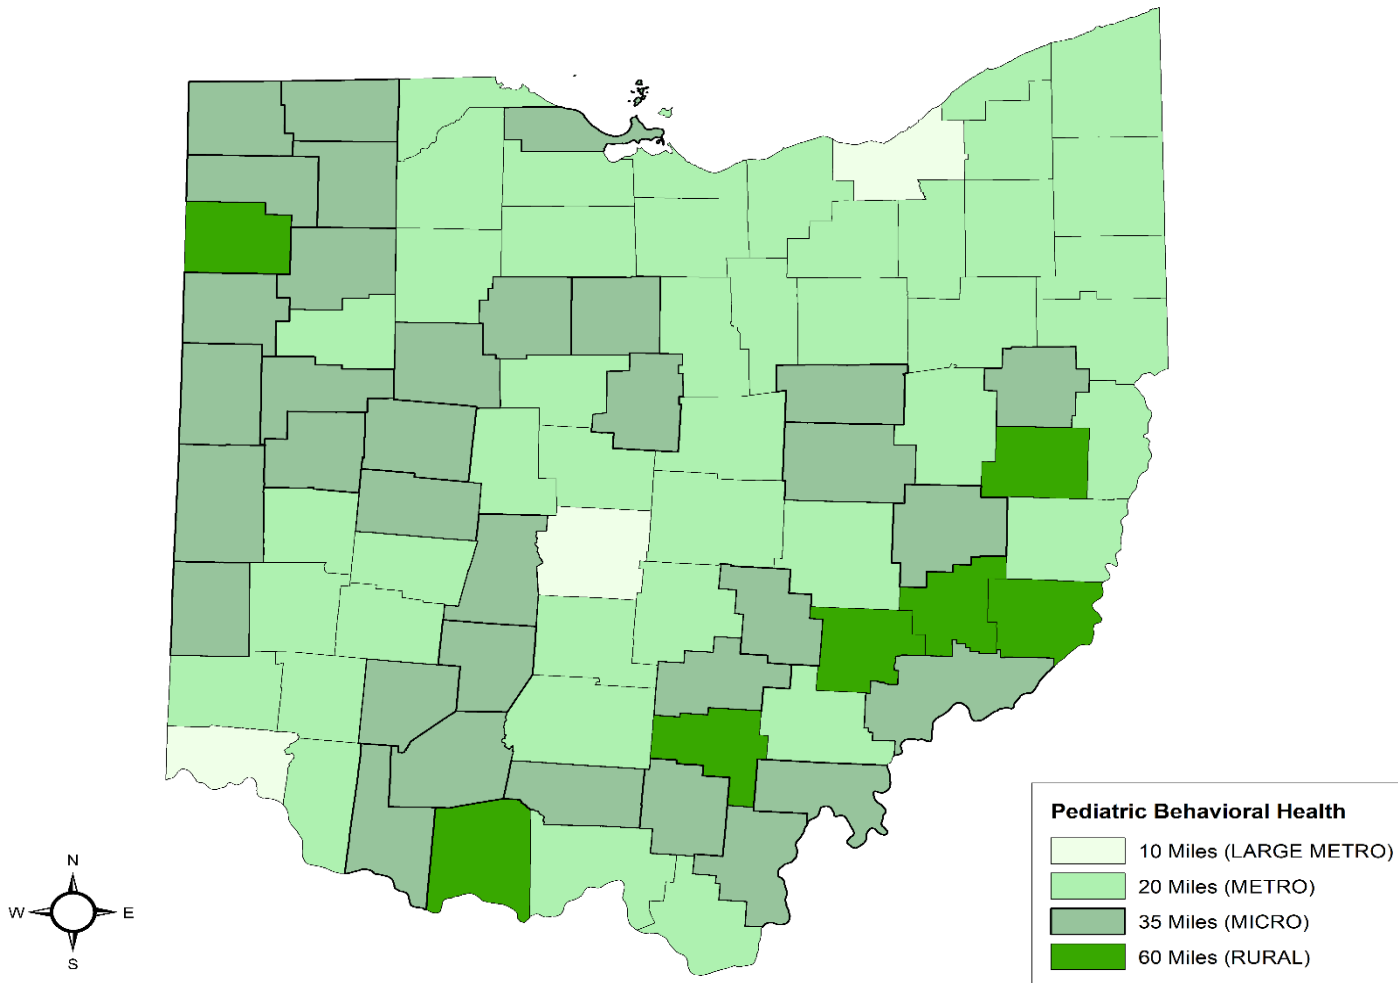 N
W E
S
Pediatric Behavioral Health
10 Miles (LARGE METRO)
20 Miles (METRO)
35 Miles (MICRO)
60 Miles (RURAL)